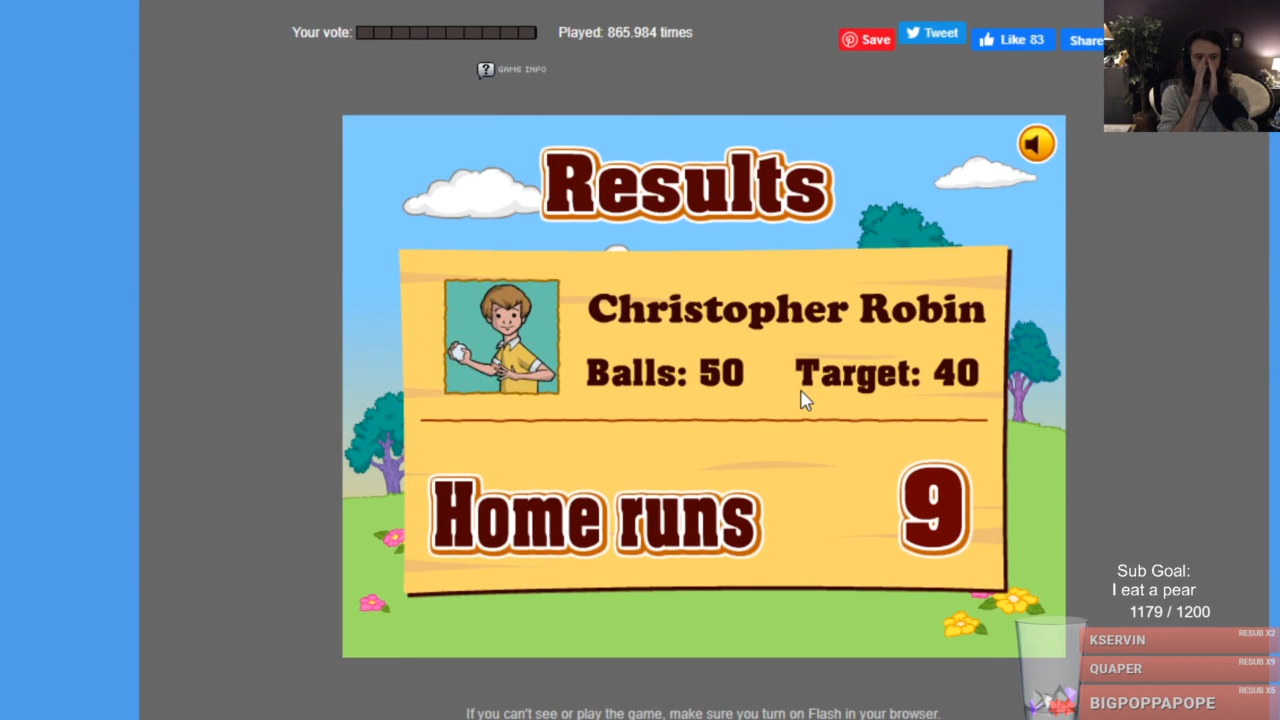 Your vote:
Played: 865.984 times
Save
Tweet
Like 83
Share
? GAME INFO
Results
Christopher Robin
Balls: 50
Target: 40
Home runs
9
Sub Goal:
I eat a pear
1179 / 1200
KSERVIN
RESUB X2
QUAPER
RESUB X9
BIGPOPPAPOPE
RESUB X5
If you can't see or play the game, make sure you turn on Flash in your browser.